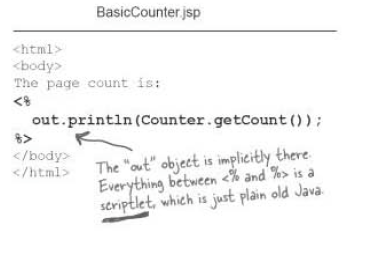 BasicCounter.jsp
<html>
<body>
The page count is:
<%
out.println(Counter.getCount());
%>
</body>
</html>
The "out" object is implicitly there.
Everything between <% and %> is a
scriptlet, which is just plain old Java.